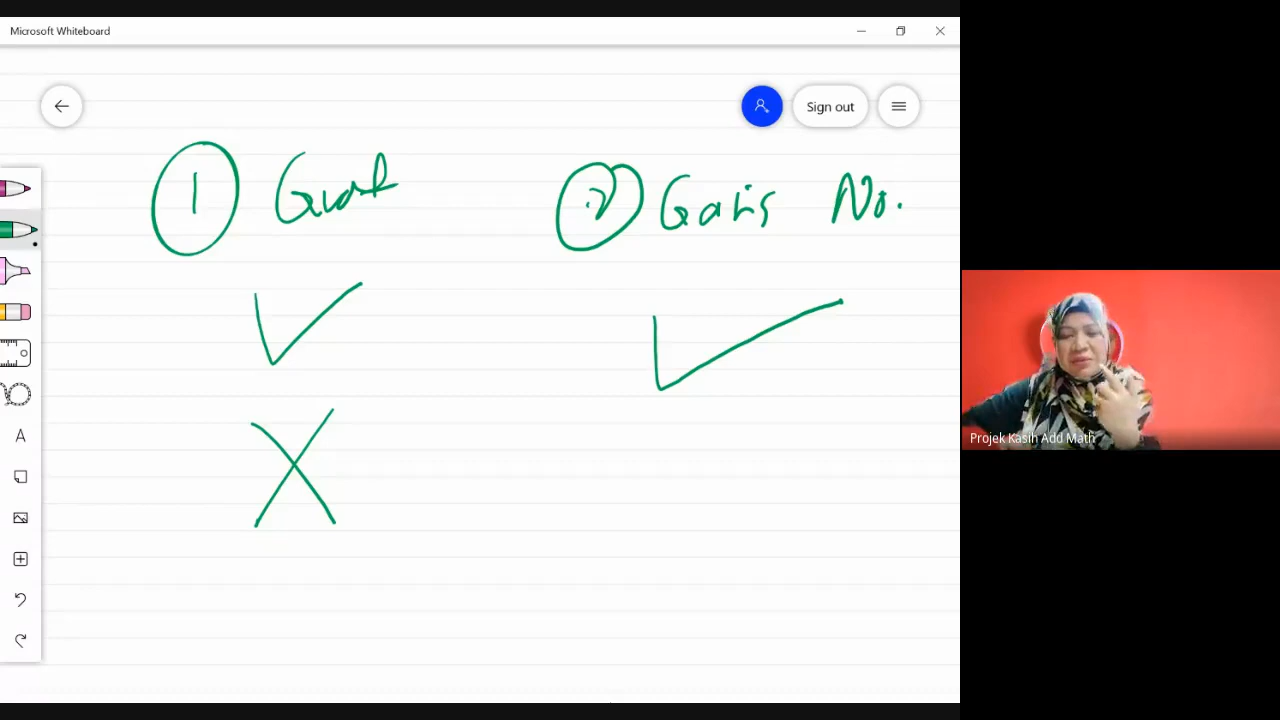 Microsoft Whiteboard
Sign out
1 Graf
2 Garis No.
A
Projek Kasih Add Math